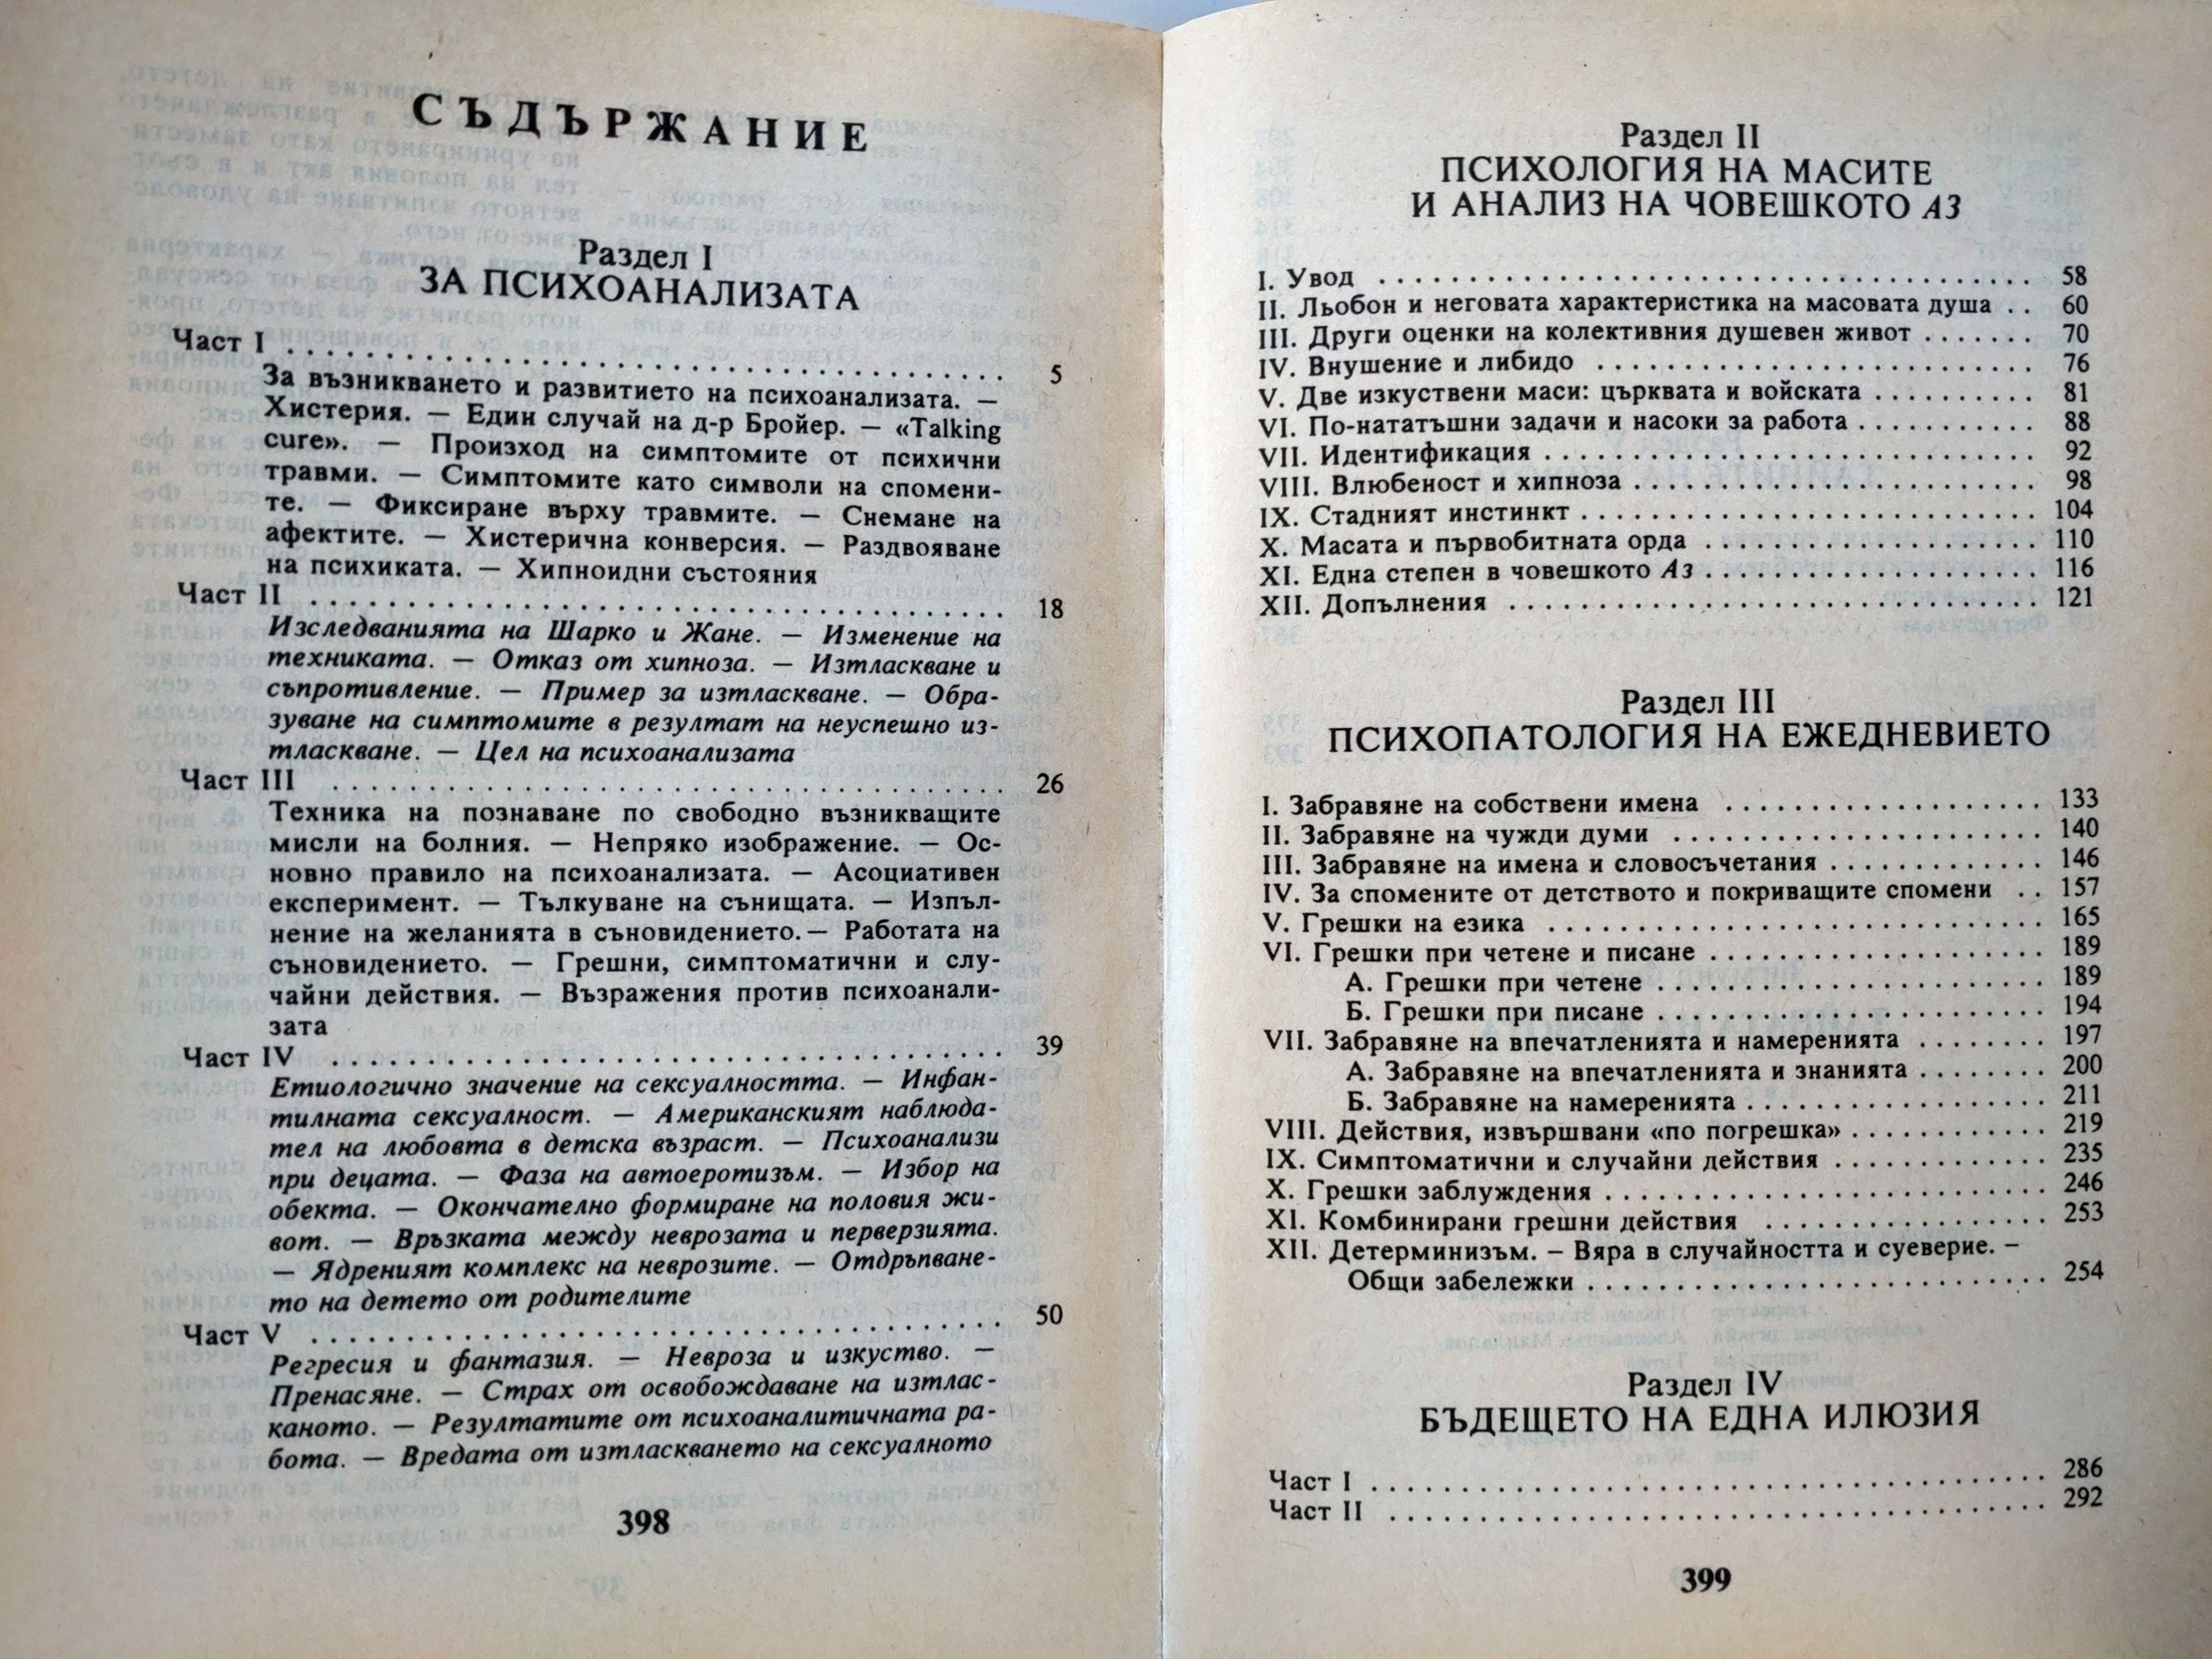 СЪДЪРЖАНИЕ
Раздел I
ЗА ПСИХОАНАЛИЗАТА
Част I . . . . . . . . . . . . . . . . . . . . 5
За възникването и развитието на психоанализата. —
Хистерия. — Един случай на д-р Бройер. — «Talking
cure». — Произход на симптомите от психични
травми. — Симптомите като символи на спомени-
те. — Фиксиране върху травмите. — Снемане на
афектите. — Хистерична конверсия. — Раздвояване
на психиката. — Хипноидни състояния
Част II . . . . . . . . . . . . . . . . . . . . 18
Изследванията на Шарко и Жане. — Изменение на
техниката. — Отказ от хипноза. — Изтласкване и
съпротивление. — Пример за изтласкване. — Обра-
зуване на симптомите в резултат на неуспешно из-
тласкване. — Цел на психоанализата
Част III . . . . . . . . . . . . . . . . . . . . 26
Техника на познаване по свободно възникващите
мисли на болния. — Непряко изображение. — Ос-
новно правило на психоанализата. — Асоциативен
експеримент. — Тълкуване на сънищата. — Изпъл-
нение на желанията в съновидението. — Работата на
съновидението. — Грешни, симптоматични и слу-
чайни действия. — Възражения против психоанали-
зата
Част IV . . . . . . . . . . . . . . . . . . . . 39
Етиологично значение на сексуалността. — Инфан-
тилната сексуалност. — Американският наблюда-
тел на любовта в детска възраст. — Психоанализи
при децата. — Фаза на автоеротизъм. — Избор на
обекта. — Окончателно формиране на половия жи-
вот. — Връзката между неврозата и перверзията.
— Ядреният комплекс на неврозите. — Отдръпване-
то на детето от родителите
Част V . . . . . . . . . . . . . . . . . . . . 50
Регресия и фантазия. — Невроза и изкуство. —
Пренасяне. — Страх от освобождаване на изтлас-
каното. — Резултатите от психоаналитичната ра-
бота. — Вредата от изтласкването на сексуалното
398
Раздел II
ПСИХОЛОГИЯ НА МАСИТЕ
И АНАЛИЗ НА ЧОВЕШКОТО АЗ
I. Увод . . . . . . . . . . . . . . . . . . . . 58
II. Льобон и неговата характеристика на масовата душа . . 60
III. Други оценки на колективния душевен живот . . . . . . . 70
IV. Внушение и либидо . . . . . . . . . . . . . . . . . . . . 76
V. Две изкуствени маси: църквата и войската . . . . . . . . . . 81
VI. По-нататъшни задачи и насоки за работа . . . . . . . . . . . 88
VII. Идентификация . . . . . . . . . . . . . . . . . . . . 92
VIII. Влюбеност и хипноза . . . . . . . . . . . . . . . . . . . . 98
IX. Стадният инстинкт . . . . . . . . . . . . . . . . . . . . 104
X. Масата и първобитната орда . . . . . . . . . . . . . . . . . . . . 110
XI. Една степен в човешкото Аз . . . . . . . . . . . . . . . . . . . . 116
XII. Допълнения . . . . . . . . . . . . . . . . . . . . 121
Раздел III
ПСИХОПАТОЛОГИЯ НА ЕЖЕДНЕВИЕТО
I. Забравяне на собствени имена . . . . . . . . . . . . . . . . . . . . 133
II. Забравяне на чужди думи . . . . . . . . . . . . . . . . . . . . 140
III. Забравяне на имена и словосъчетания . . . . . . . . . . . . . 146
IV. За спомените от детството и покриващите спомени . . 157
V. Грешки на езика . . . . . . . . . . . . . . . . . . . . 165
VI. Грешки при четене и писане . . . . . . . . . . . . . . . . . . . . 189
А. Грешки при четене . . . . . . . . . . . . . . . . . . . . 189
Б. Грешки при писане . . . . . . . . . . . . . . . . . . . . 194
VII. Забравяне на впечатленията и намеренията . . . . . . . . 197
А. Забравяне на впечатленията и знанията . . . . . . . . 200
Б. Забравяне на намеренията . . . . . . . . . . . . . . . . . . 211
VIII. Действия, извършвани «по погрешка» . . . . . . . . . . . . 219
IX. Симптоматични и случайни действия . . . . . . . . . . . . . 235
X. Грешки заблуждения . . . . . . . . . . . . . . . . . . . . 246
XI. Комбинирани грешни действия . . . . . . . . . . . . . . . . . 253
XII. Детерминизъм. – Вяра в случайността и суеверие. –
Общи забележки . . . . . . . . . . . . . . . . . . . . 254
Раздел IV
БЪДЕЩЕТО НА ЕДНА ИЛЮЗИЯ
Част I . . . . . . . . . . . . . . . . . . . . 286
Част II . . . . . . . . . . . . . . . . . . . . 292
399